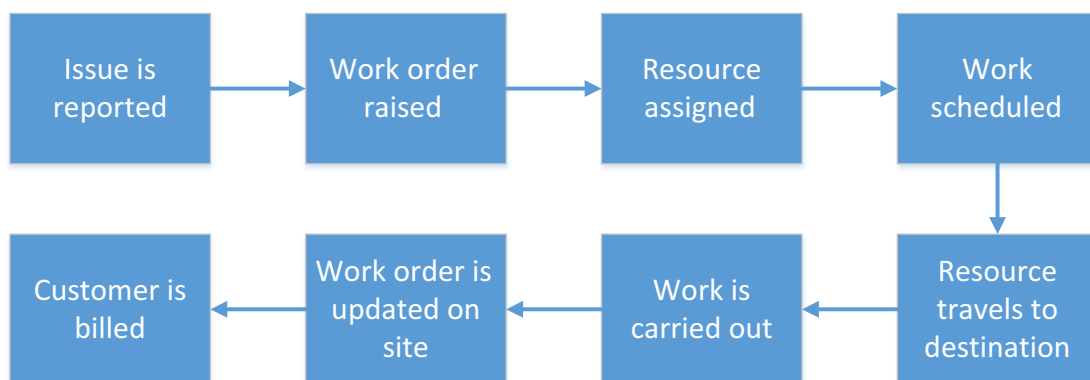 Issue is
reported
Work order
raised
Resource
assigned
Work
scheduled
Resource
travels to
destination
Work is
carried out
Work order is
updated on
site
Customer is
billed